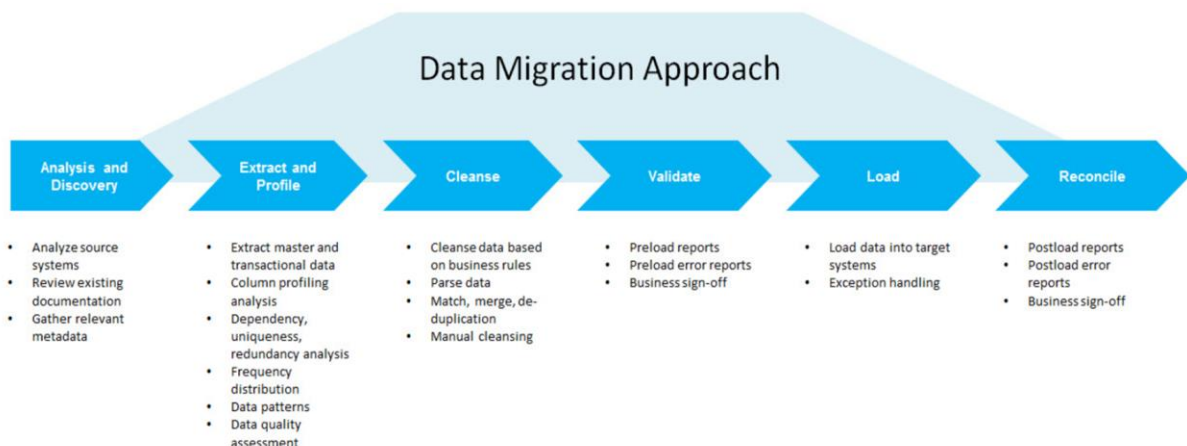 Data Migration Approach
Analysis and
Discovery
Extract and
Profile
Cleanse
Validate
Load
Reconcile
• Analyze source
systems
• Review existing
documentation
• Gather relevant
metadata
• Extract master and
transactional data
• Column profiling
analysis
• Dependency,
uniqueness,
redundancy analysis
• Frequency
distribution
• Data patterns
• Data quality
assessment
• Cleanse data based
on business rules
• Parse data
• Match, merge, de-
duplication
• Manual cleansing
• Preload reports
• Preload error reports
• Business sign-off
• Load data into target
systems
• Exception handling
• Postload reports
• Postload error
reports
• Business sign-off